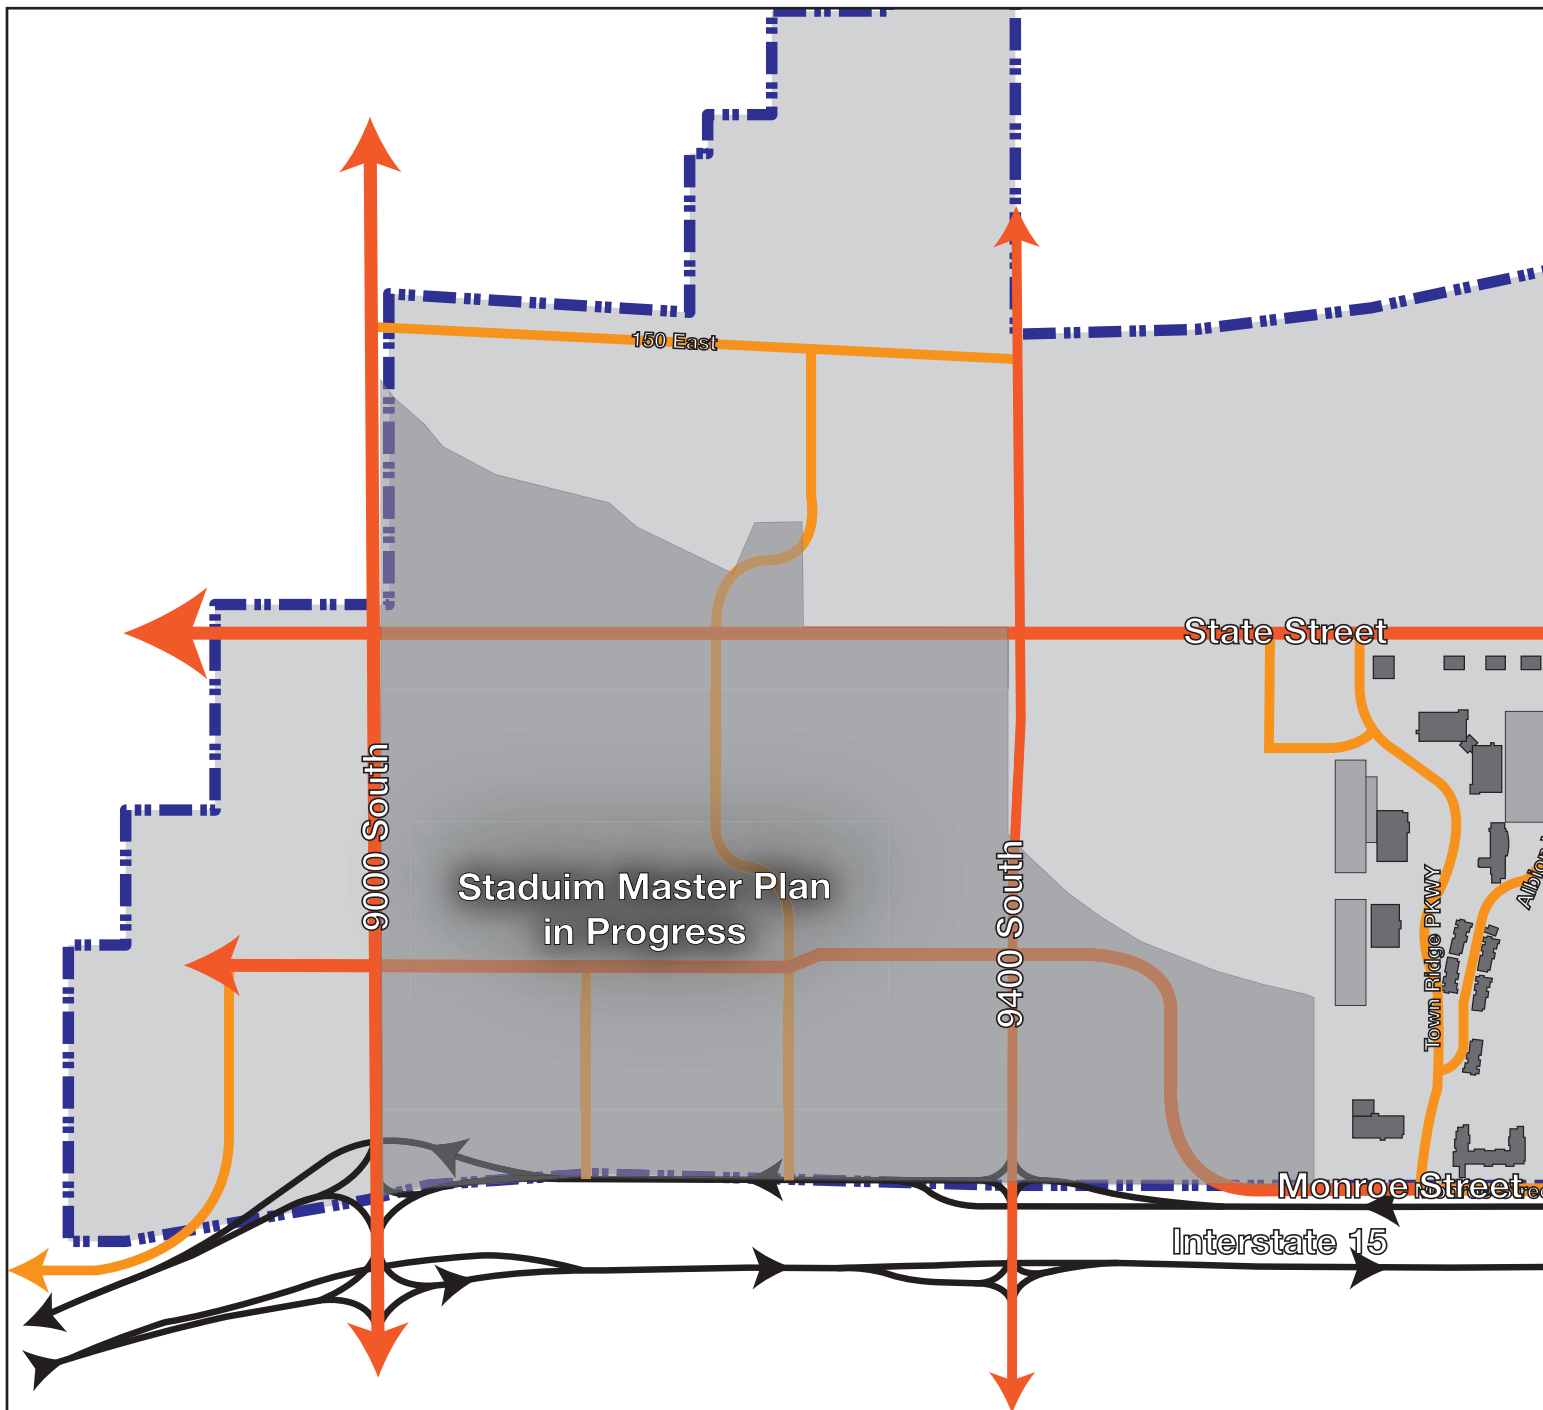 150 East
State Street
9000 South
Staduim Master Plan
in Progress
9400 South
Town Ridge PKWY
Albion
Monroe Street
Interstate 15